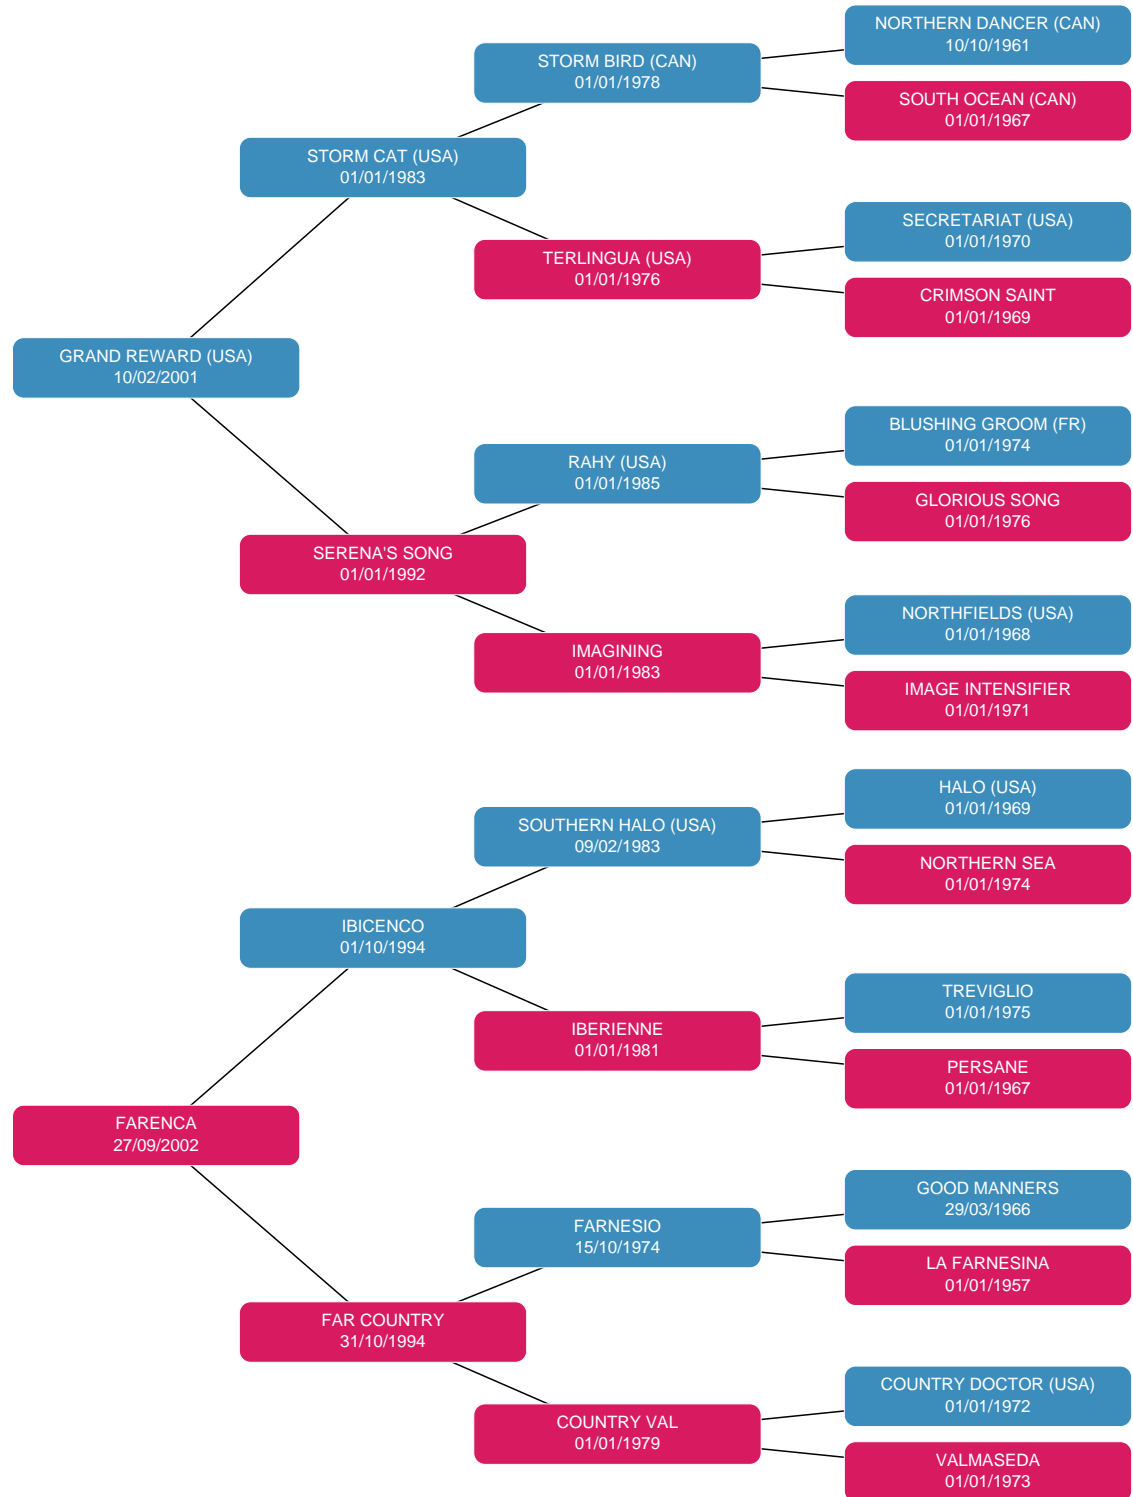 NORTHERN DANCER (CAN)
10/10/1961
STORM BIRD (CAN)
01/01/1978
SOUTH OCEAN (CAN)
01/01/1967
STORM CAT (USA)
01/01/1983
SECRETARIAT (USA)
01/01/1970
TERLINGUA (USA)
01/01/1976
CRIMSON SAINT
01/01/1969
GRAND REWARD (USA)
10/02/2001
BLUSHING GROOM (FR)
01/01/1974
RAHY (USA)
01/01/1985
GLORIOUS SONG
01/01/1976
SERENA'S SONG
01/01/1992
NORTHFIELDS (USA)
01/01/1968
IMAGINING
01/01/1983
IMAGE INTENSIFIER
01/01/1971
HALO (USA)
01/01/1969
SOUTHERN HALO (USA)
09/02/1983
NORTHERN SEA
01/01/1974
IBICENCO
01/10/1994
TREVIGLIO
01/01/1975
IBERIENNE
01/01/1981
PERSANE
01/01/1967
FARENCA
27/09/2002
GOOD MANNERS
29/03/1966
FARNESIO
15/10/1974
LA FARNESINA
01/01/1957
FAR COUNTRY
31/10/1994
COUNTRY DOCTOR (USA)
01/01/1972
COUNTRY VAL
01/01/1979
VALMASEDA
01/01/1973